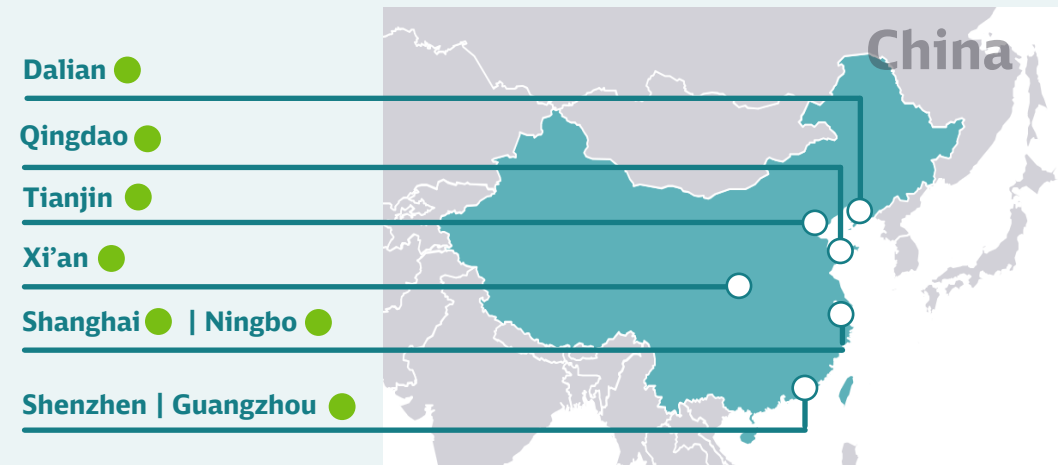 China
Dalian
Qingdao
Tianjin
Xi’an
Shanghai | Ningbo
Shenzhen | Guangzhou